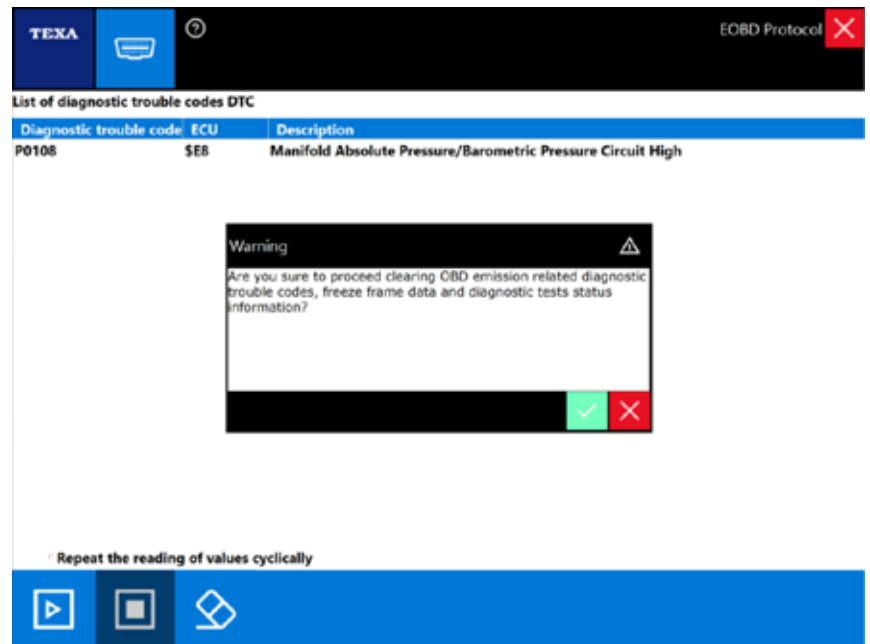 TEXA
EOBD Protocol
List of diagnostic trouble codes DTC
Diagnostic trouble code ECU Description
P0108 $E8 Manifold Absolute Pressure/Barometric Pressure Circuit High
Warning
Are you sure to proceed clearing OBD emission related diagnostic
trouble codes, freeze frame data and diagnostic tests status
information?
Repeat the reading of values cyclically